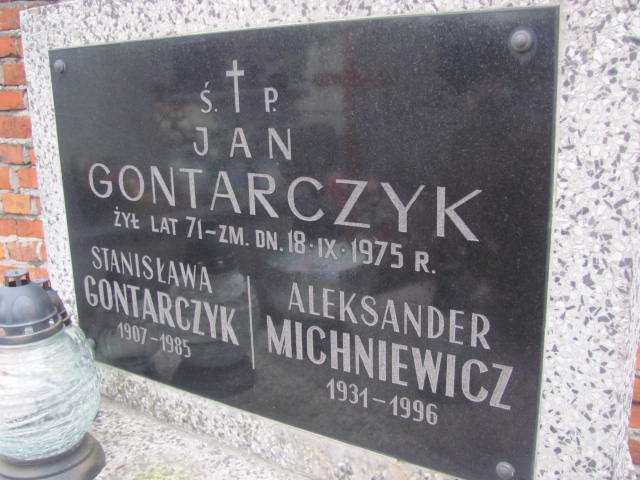 Ś. P.
JAN
GONTARCZYK
ŻYŁ LAT 71 – ZM. DN. 18·IX·1975 R.
STANISŁAWA
GONTARCZYK
1907 – 1985
ALEKSANDER
MICHNIEWICZ
1931 – 1996